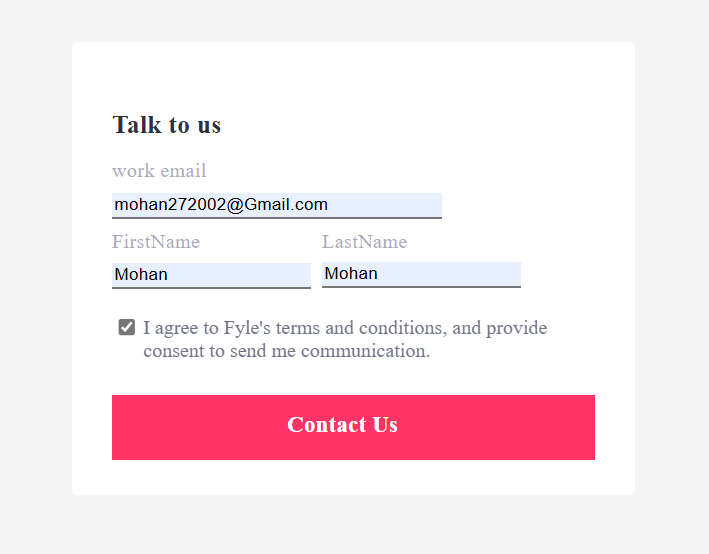 Talk to us
work email
mohan272002@Gmail.com
FirstName LastName
Mohan Mohan
I agree to Fyle's terms and conditions, and provide
consent to send me communication.
Contact Us